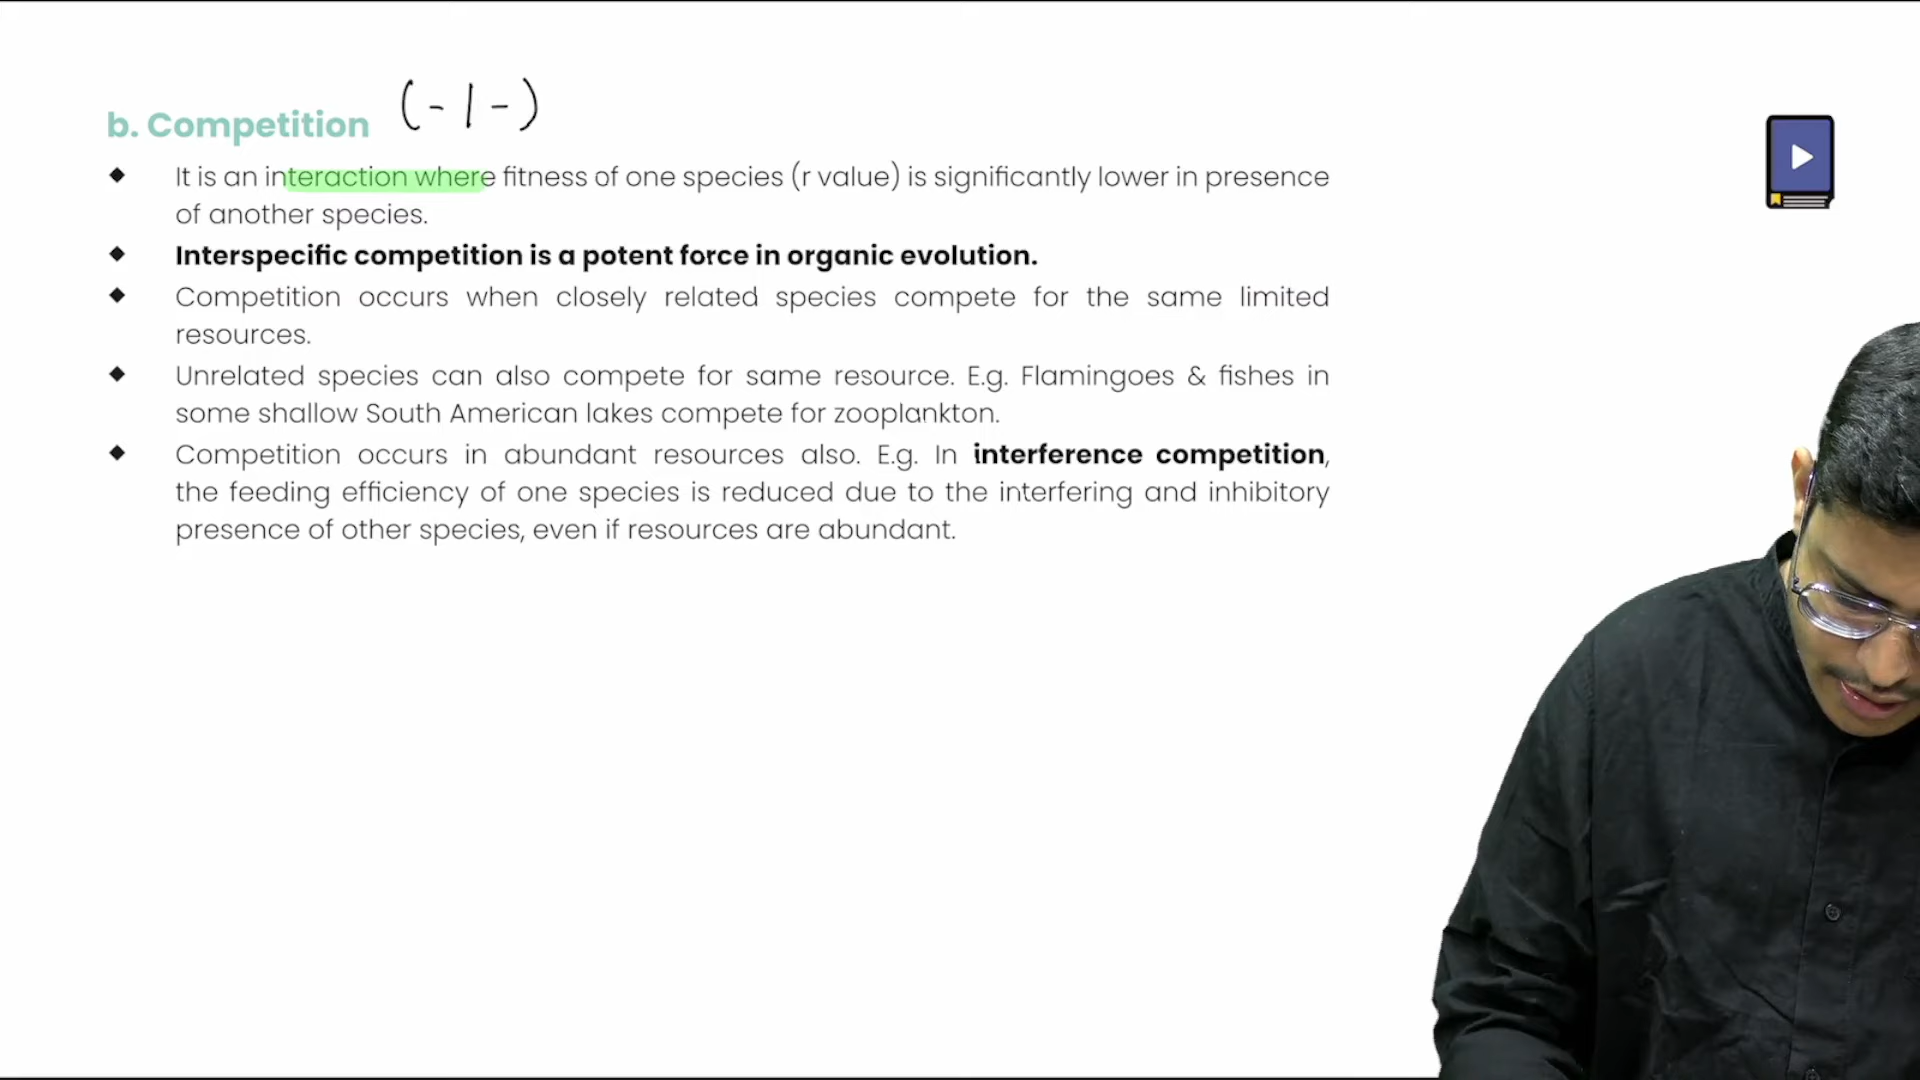 b. Competition (- | -)
◆ It is an interaction where fitness of one species (r value) is significantly lower in presence
of another species.
◆ Interspecific competition is a potent force in organic evolution.
◆ Competition occurs when closely related species compete for the same limited
resources.
◆ Unrelated species can also compete for same resource. E.g. Flamingoes & fishes in
some shallow South American lakes compete for zooplankton.
◆ Competition occurs in abundant resources also. E.g. In interference competition,
the feeding efficiency of one species is reduced due to the interfering and inhibitory
presence of other species, even if resources are abundant.